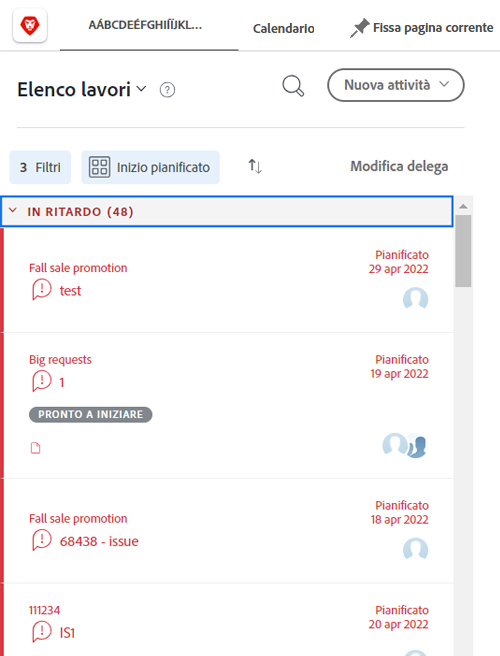 AÁBCDEÉFGHIÍÏJKL...
Calendario
Fissa pagina corrente
Elenco lavori
?
Nuova attività
3 Filtri
Inizio pianificato
Modifica delega
IN RITARDO (48)
Fall sale promotion
Pianificato
test
29 apr 2022
Big requests
Pianificato
1
19 apr 2022
PRONTO A INIZIARE
Fall sale promotion
Pianificato
68438 - issue
18 apr 2022
111234
Pianificato
IS1
20 apr 2022